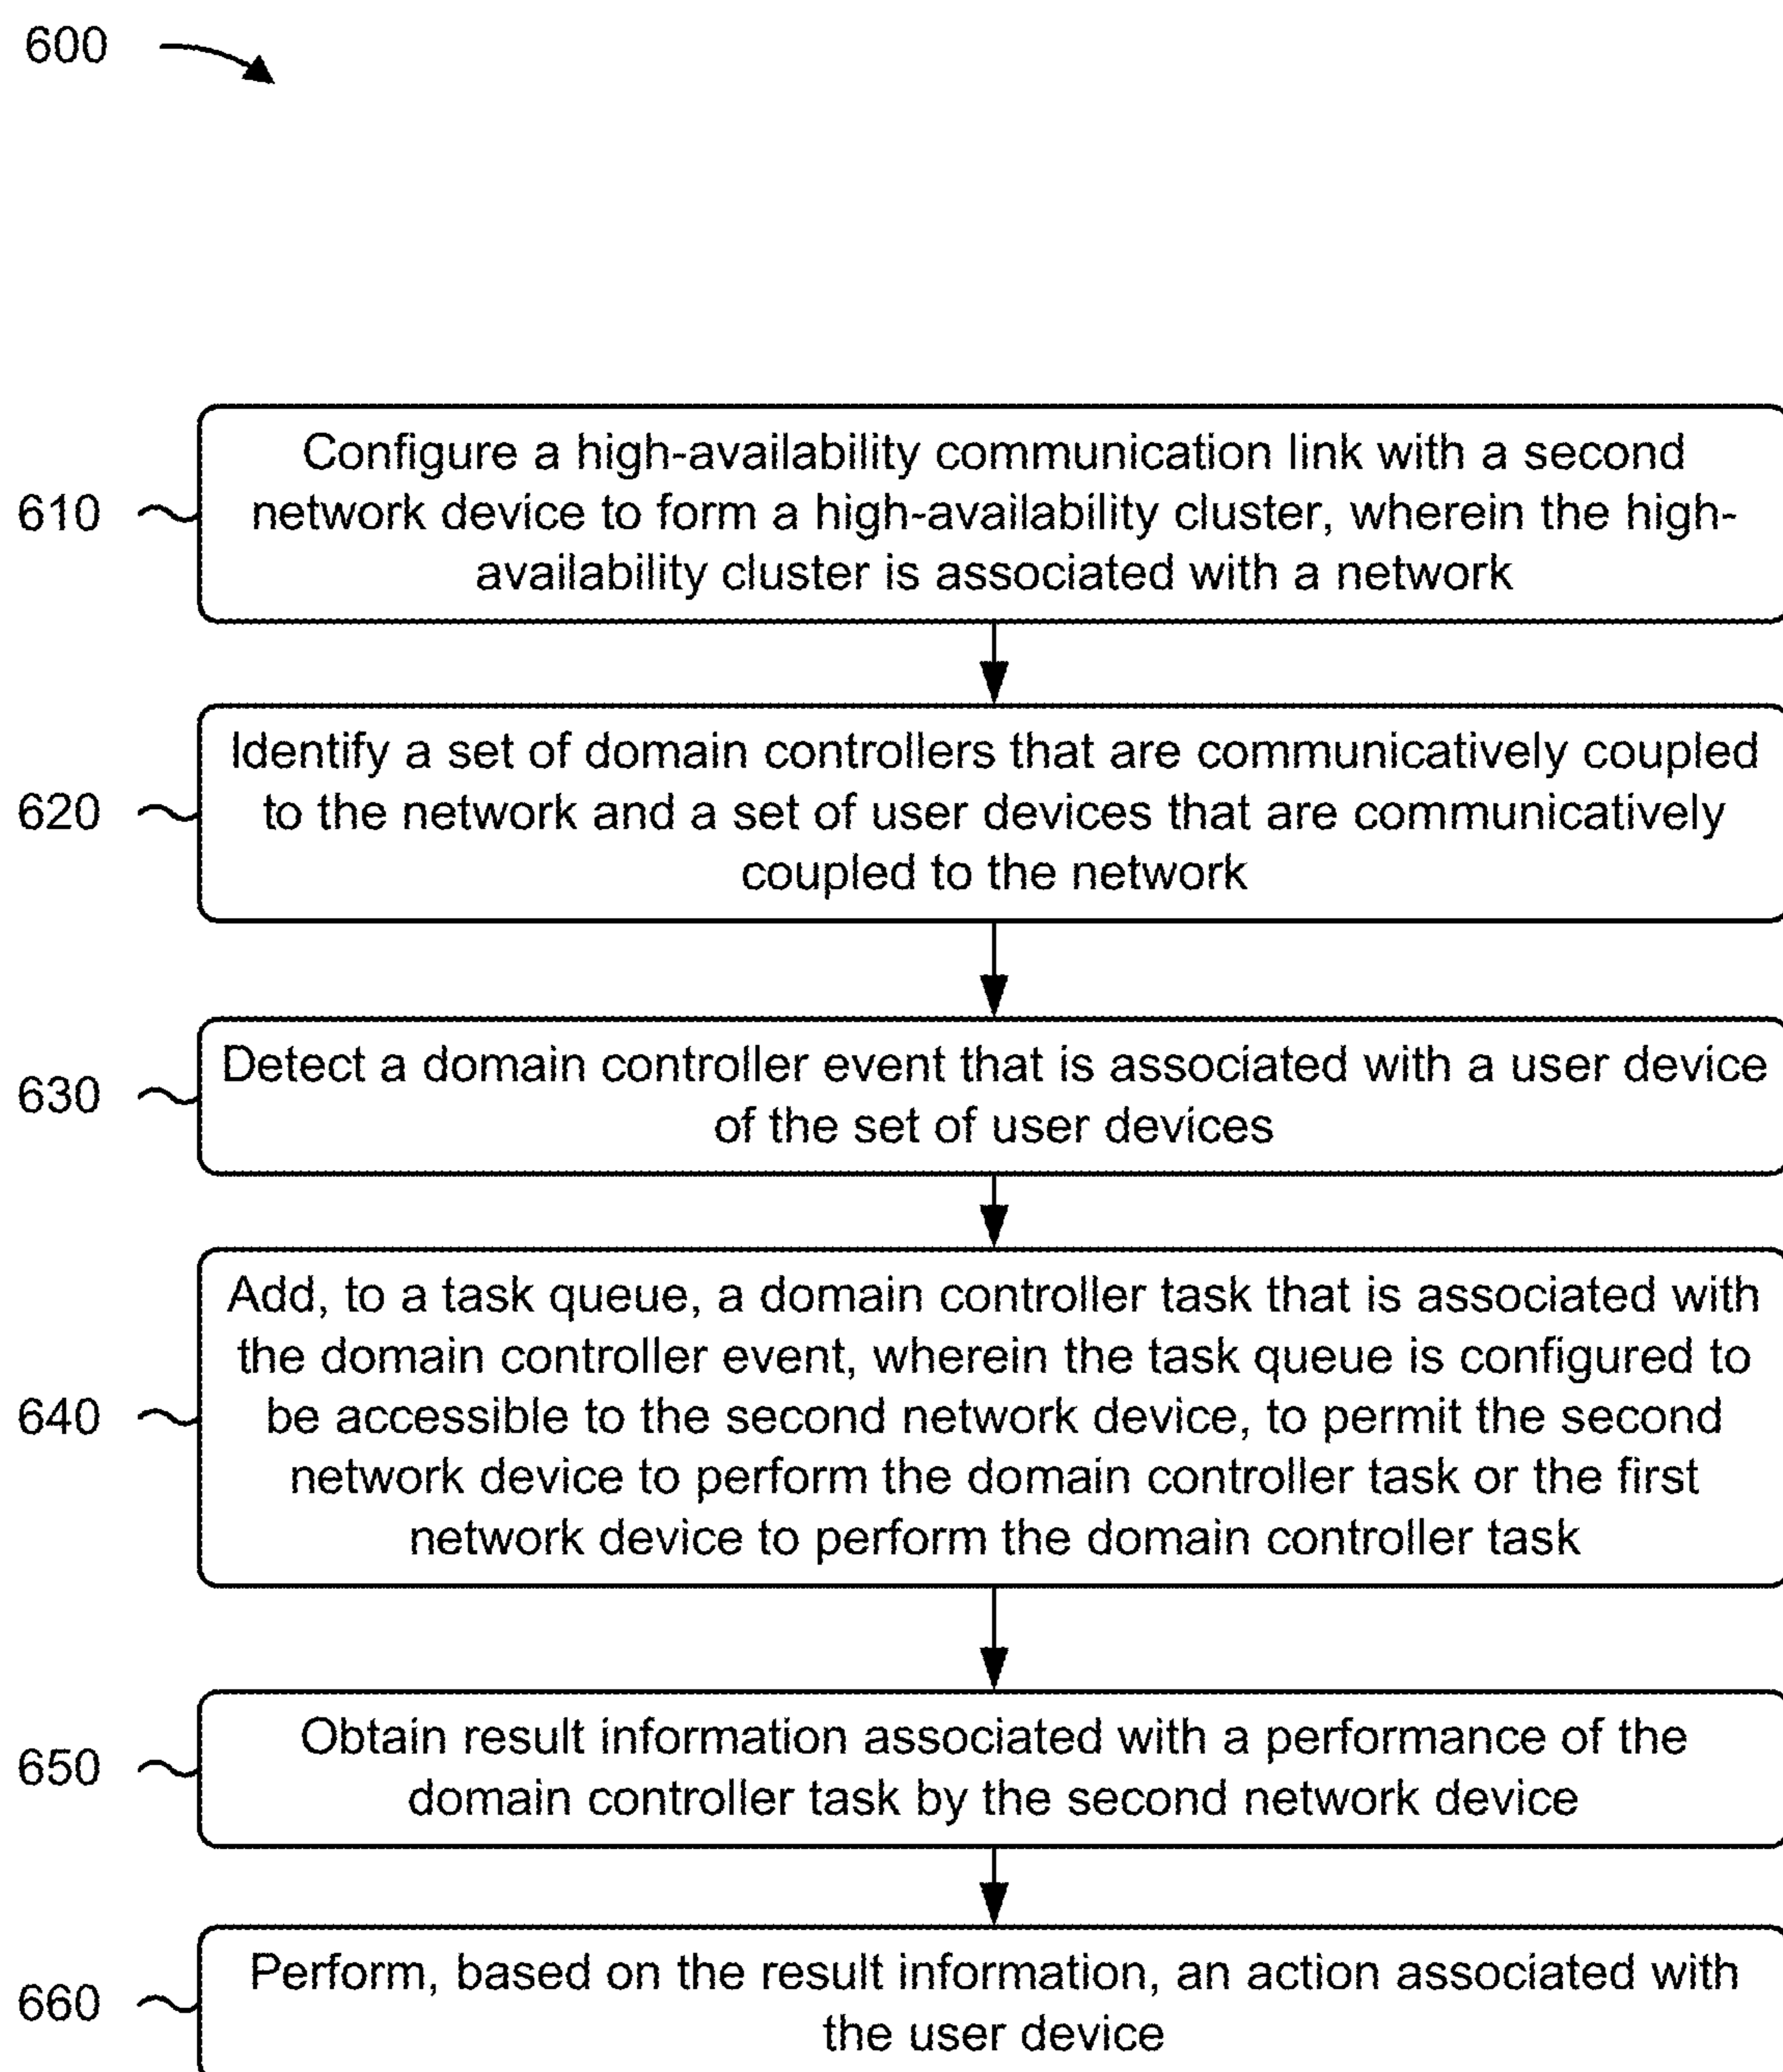 600
Configure a high-availability communication link with a second
610
network device to form a high-availability cluster, wherein the high-
availability cluster is associated with a network
Identify a set of domain controllers that are communicatively coupled
620
to the network and a set of user devices that are communicatively
coupled to the network
630
Detect a domain controller event that is associated with a user device
of the set of user devices
Add, to a task queue, a domain controller task that is associated with
the domain controller event, wherein the task queue is configured to
640
be accessible to the second network device, to permit the second
network device to perform the domain controller task or the first
network device to perform the domain controller task
650
Obtain result information associated with a performance of the
domain controller task by the second network device
660
Perform, based on the result information, an action associated with
the user device